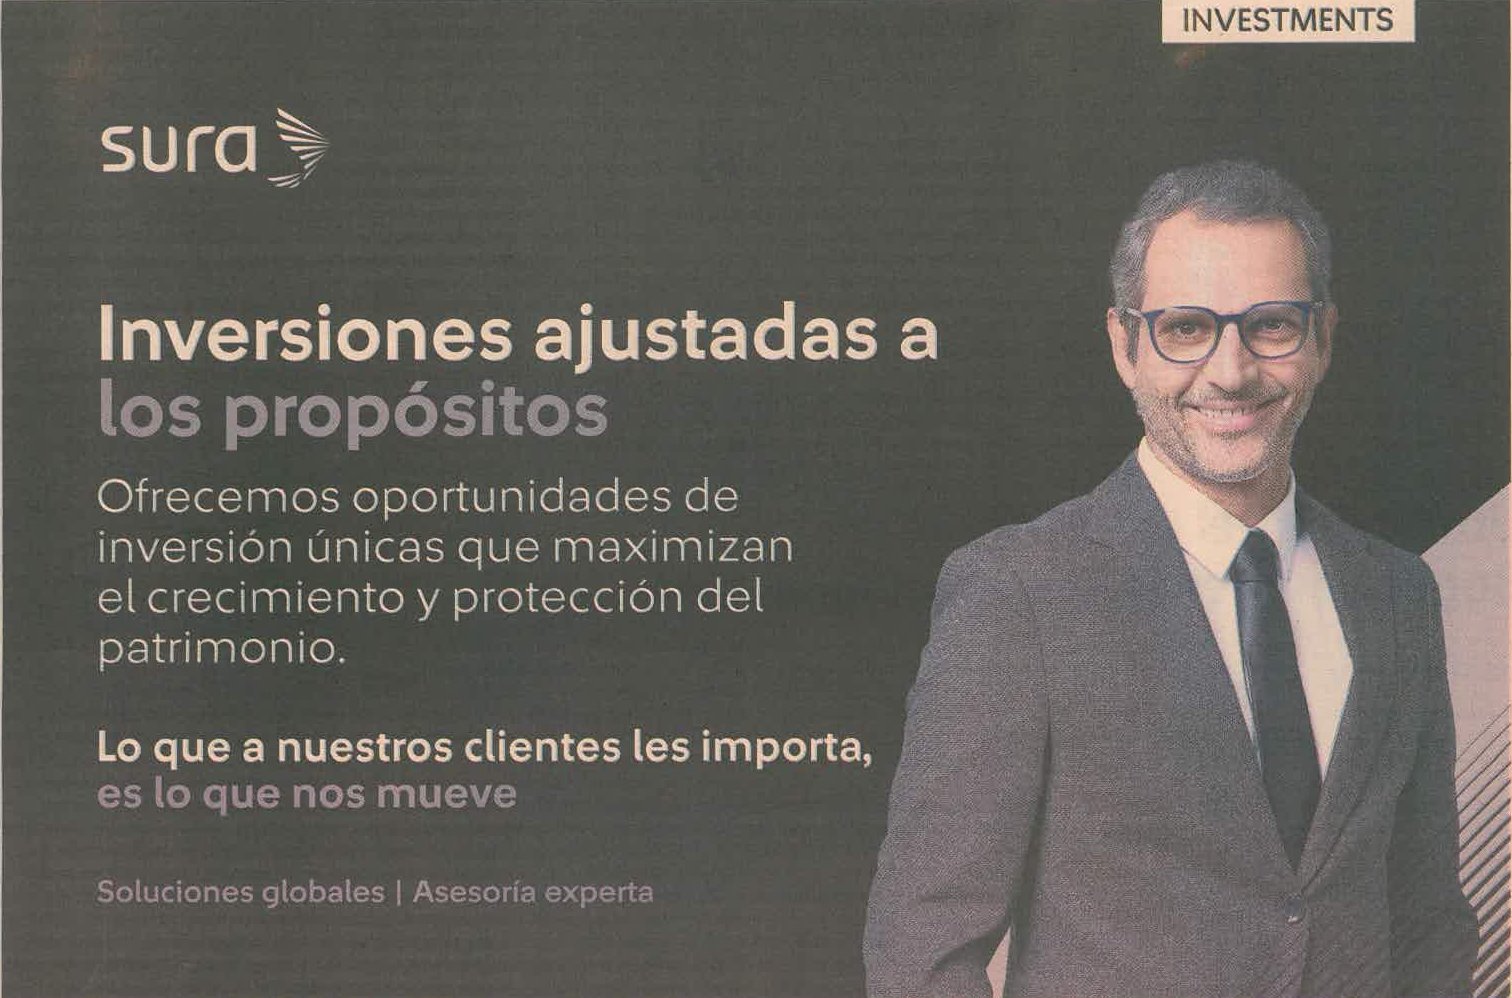 INVESTMENTS
sura
Inversiones ajustadas a
los propósitos
Ofrecemos oportunidades de
inversión únicas que maximizan
el crecimiento y protección del
patrimonio.
Lo que a nuestros clientes les importa,
es lo que nos mueve
Soluciones globales | Asesoría experta